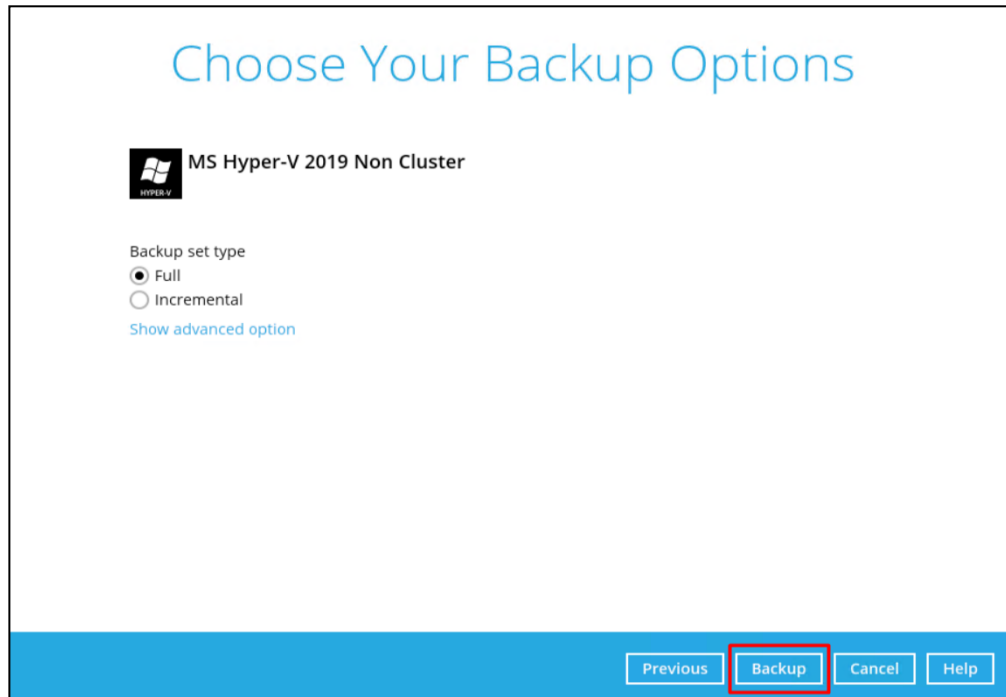 Choose Your Backup Options
HYPER-V
MS Hyper-V 2019 Non Cluster
Backup set type
Full
Incremental
Show advanced option
Previous
Backup
Cancel
Help